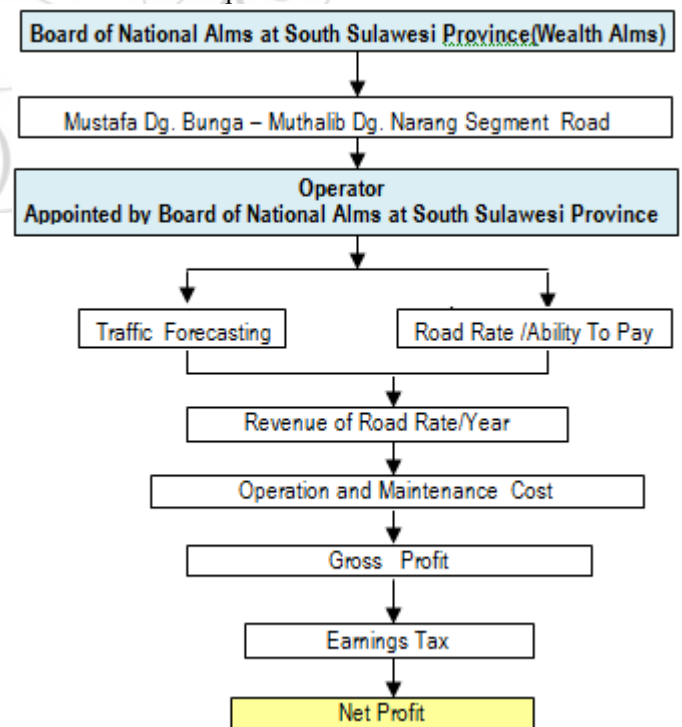 Board of National Alms at South Sulawesi Province(Wealth Alms)
Mustafa Dg. Bunga – Muthalib Dg. Narang Segment Road
Operator
Appointed by Board of National Alms at South Sulawesi Province
Traffic Forecasting
Road Rate /Ability To Pay
Revenue of Road Rate/Year
Operation and Maintenance Cost
Gross Profit
Earnings Tax
Net Profit